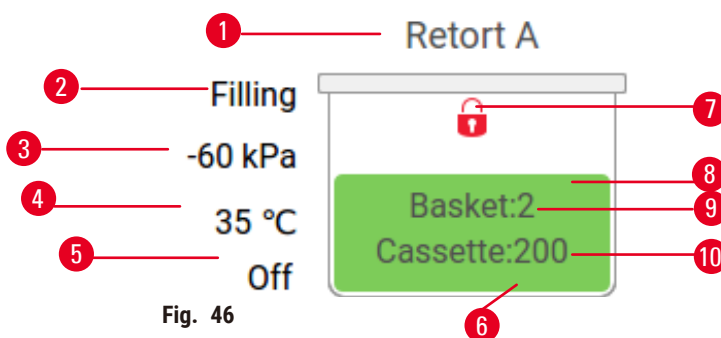 1 Retort A
2 Filling
7
3 -60 kPa
8
4 35 °C
Basket:2 9
5 Off
Cassette:200 10
6
Fig. 46